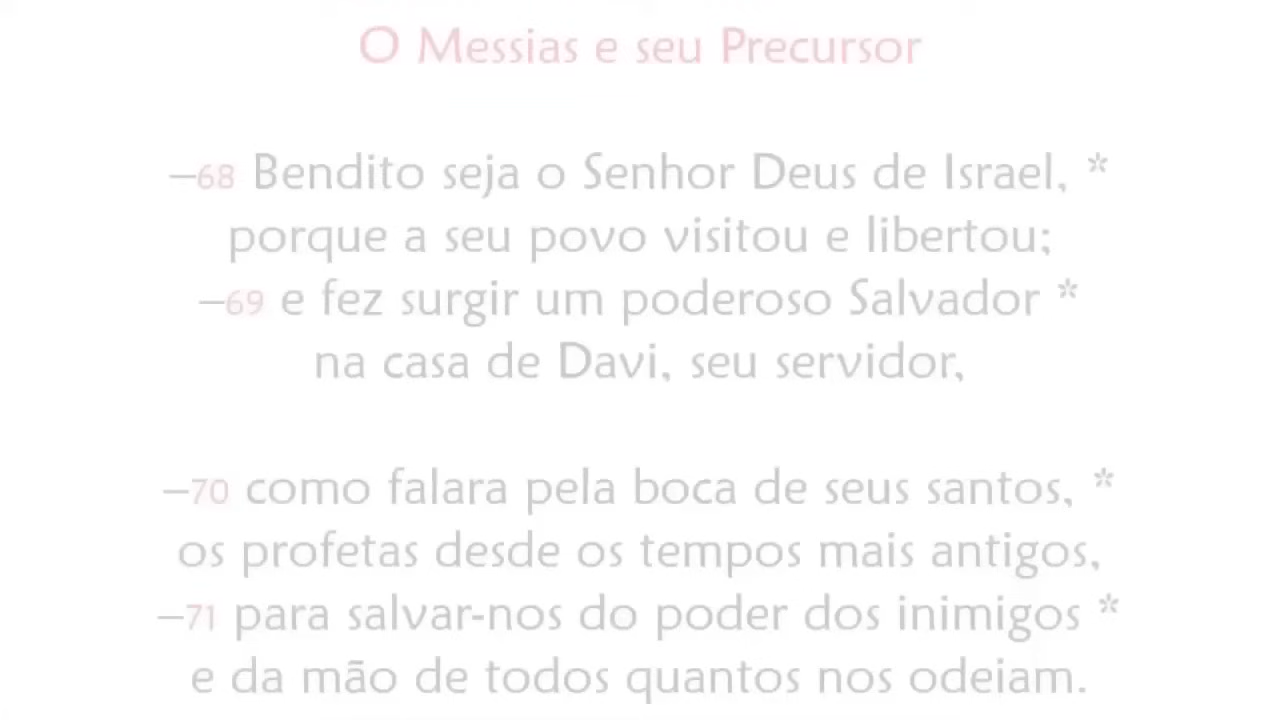 O Messias e seu Precursor
–68 Bendito seja o Senhor Deus de Israel, *
porque a seu povo visitou e libertou;
–69 e fez surgir um poderoso Salvador *
na casa de Davi, seu servidor,
–70 como falara pela boca de seus santos, *
os profetas desde os tempos mais antigos,
–71 para salvar-nos do poder dos inimigos *
e da mão de todos quantos nos odeiam.